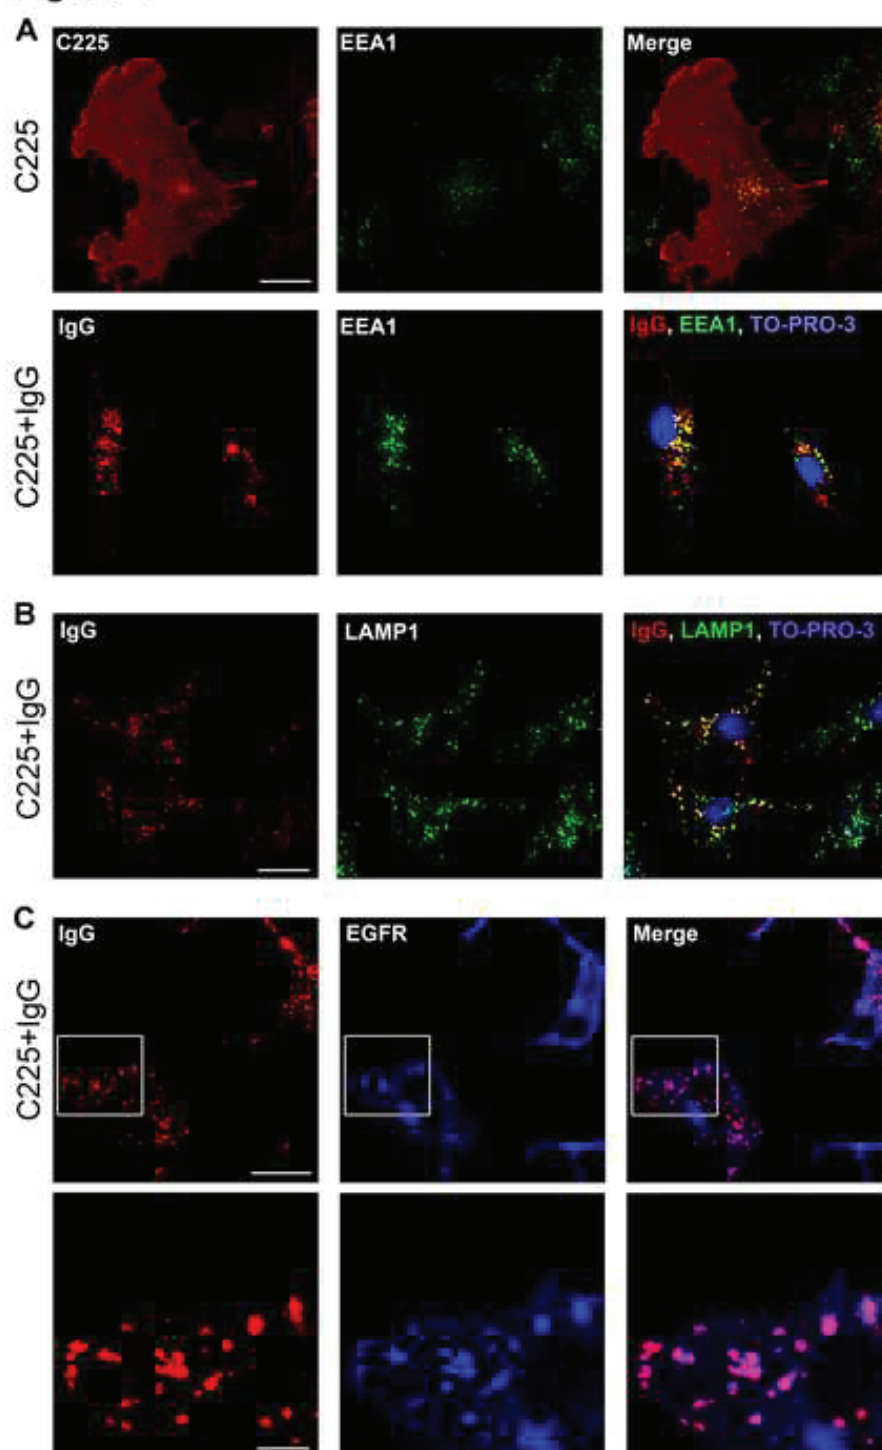 A
C225 EEA1 Merge
C225
IgG EEA1 IgG, EEA1, TO-PRO-3
C225+IgG
B
IgG LAMP1 IgG, LAMP1, TO-PRO-3
C225+IgG
C
IgG EGFR Merge
C225+IgG